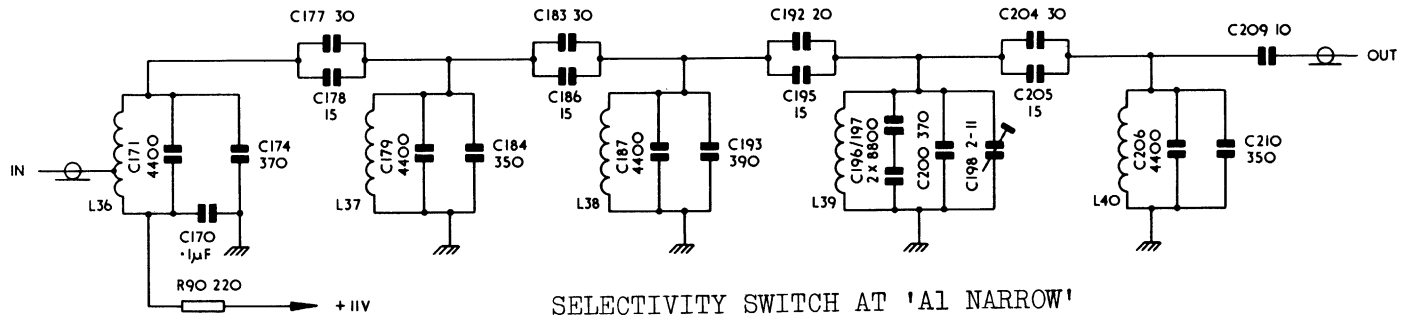 C177 30
C178
15
C183 30
C186
15
C192 20
C195
15
C204 30
C205
15
C209 10
OUT
IN
C171
4400
C174
370
L36
C170
·1µF
R90 220
+11V
C179
4400
C184
350
L37
C187
4400
C193
390
L38
C196/197
2 x 8800
C200 370
C198 2-11
L39
C206
4400
C210
350
L40
SELECTIVITY SWITCH AT 'A1 NARROW'